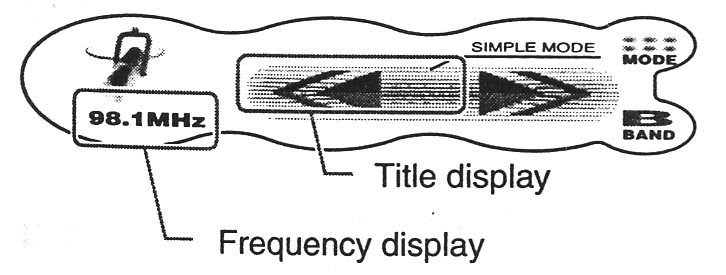 SIMPLE MODE
MODE
98.1MHz
B
BAND
Title display
Frequency display